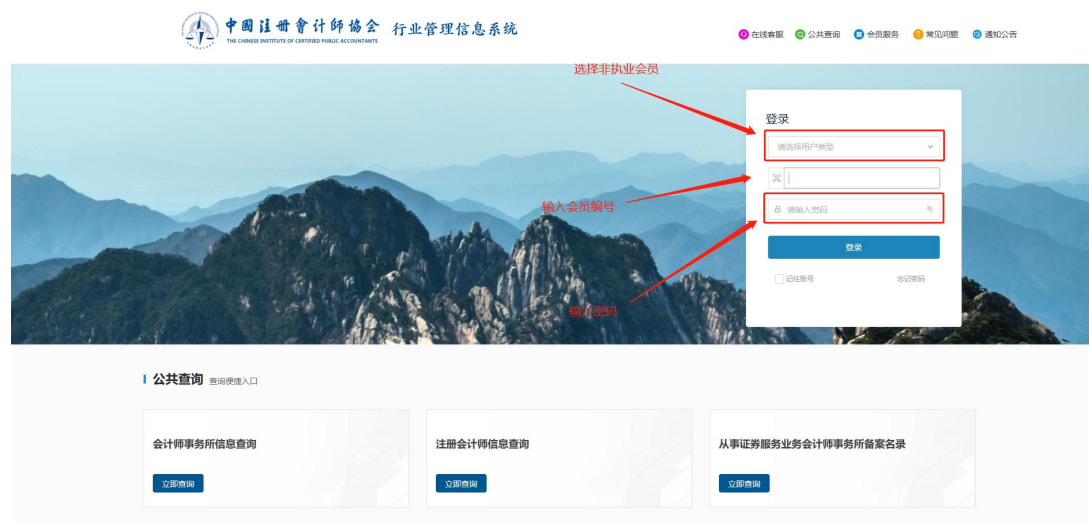 中国注册會计师协会 行业管理信息系统
THE CHINESE INSTITUTE OF CERTIFIED PUBLIC ACCOUNTANTS
在线客服 公共查询 会员服务 常见问题 通知公告
选择非执业会员
登录
请选择用户类型
输入会员编号
请输入密码
登录
记住账号 忘记密码
输入密码
公共查询 查询便捷入口
会计师事务所信息查询
立即查询
注册会计师信息查询
立即查询
从事证券服务业务会计师事务所备案名录
立即查询